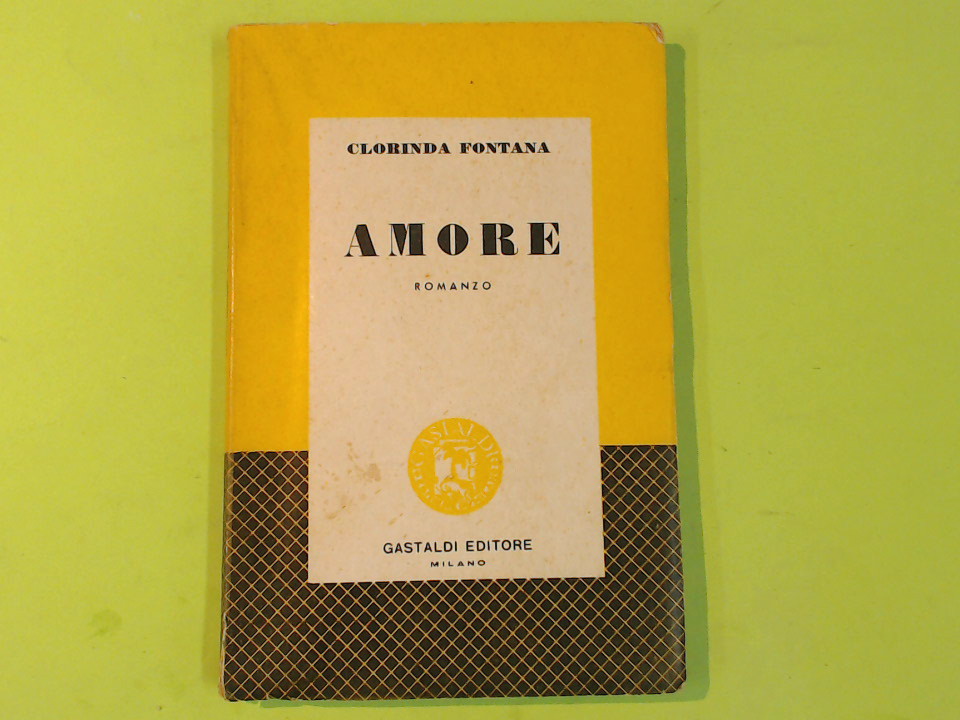 CLORINDA FONTANA
AMORE
ROMANZO
GASTALDI EDITORE
MILANO